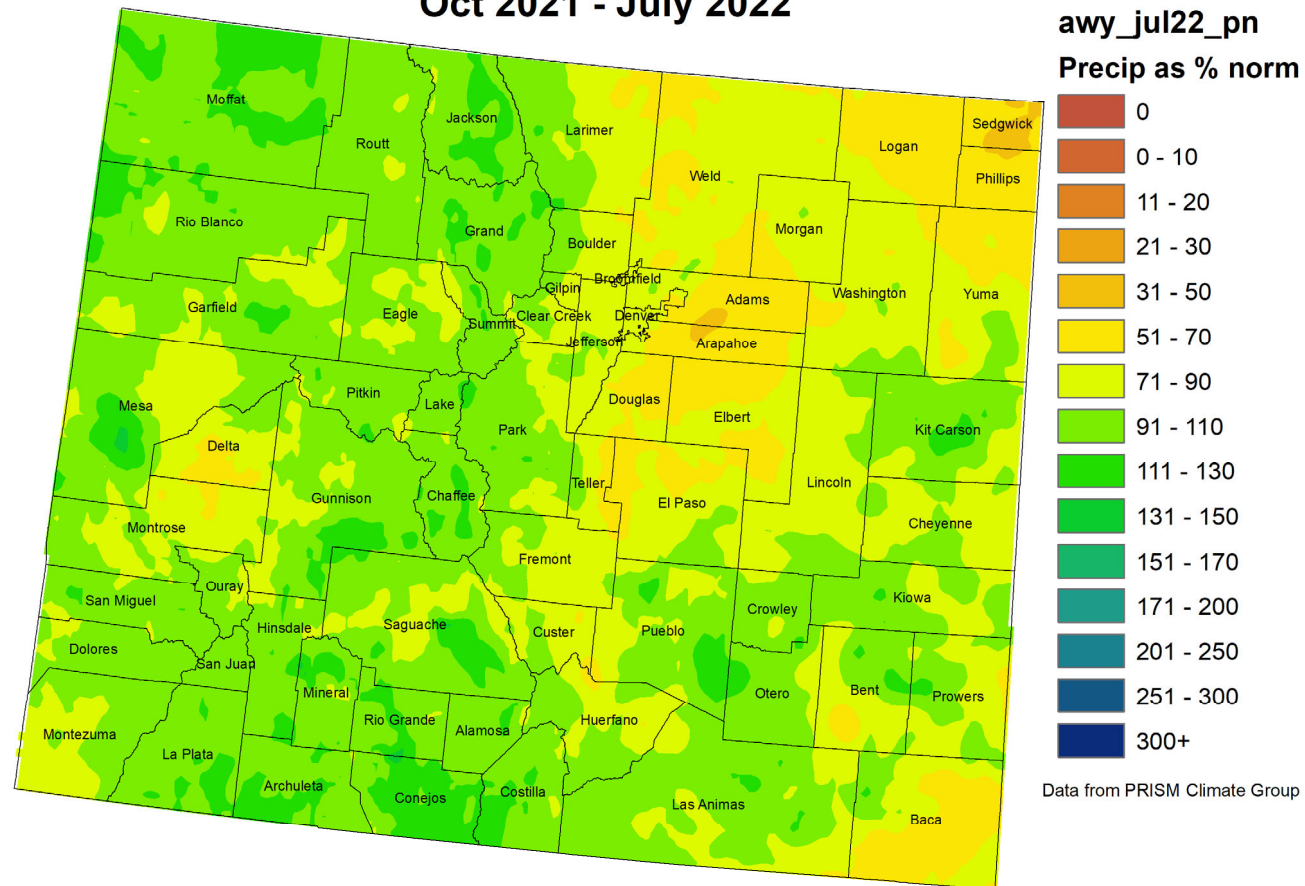 Oct 2021 - July 2022
awy_jul22_pn
Precip as % norm
0
0 - 10
11 - 20
21 - 30
31 - 50
51 - 70
71 - 90
91 - 110
111 - 130
131 - 150
151 - 170
171 - 200
201 - 250
251 - 300
300+
Data from PRISM Climate Group
Moffat
Routt
Jackson
Larimer
Weld
Logan
Sedgwick
Phillips
Rio Blanco
Grand
Boulder
Morgan
Broomfield
Gilpin
Garfield
Eagle
Summit
Clear Creek
Denver
Adams
Washington
Yuma
Jefferson
Arapahoe
Mesa
Pitkin
Lake
Park
Douglas
Elbert
Kit Carson
Delta
Gunnison
Chaffee
Teller
El Paso
Lincoln
Cheyenne
Montrose
Fremont
Ouray
San Miguel
Hinsdale
Saguache
Custer
Pueblo
Crowley
Kiowa
Dolores
San Juan
Mineral
Otero
Bent
Prowers
Montezuma
La Plata
Rio Grande
Alamosa
Huerfano
Archuleta
Conejos
Costilla
Las Animas
Baca